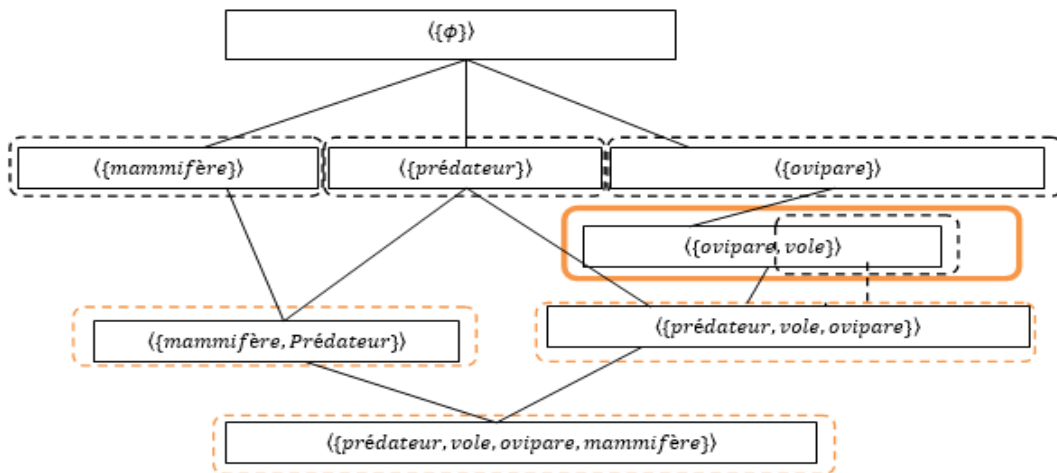 ⟨{ϕ}⟩
⟨{mammifère}⟩
⟨{prédateur}⟩
⟨{ovipare}⟩
⟨{ovipare, vole}⟩
⟨{mammifère, Prédateur}⟩
⟨{prédateur, vole, ovipare}⟩
⟨{prédateur, vole, ovipare, mammifère}⟩